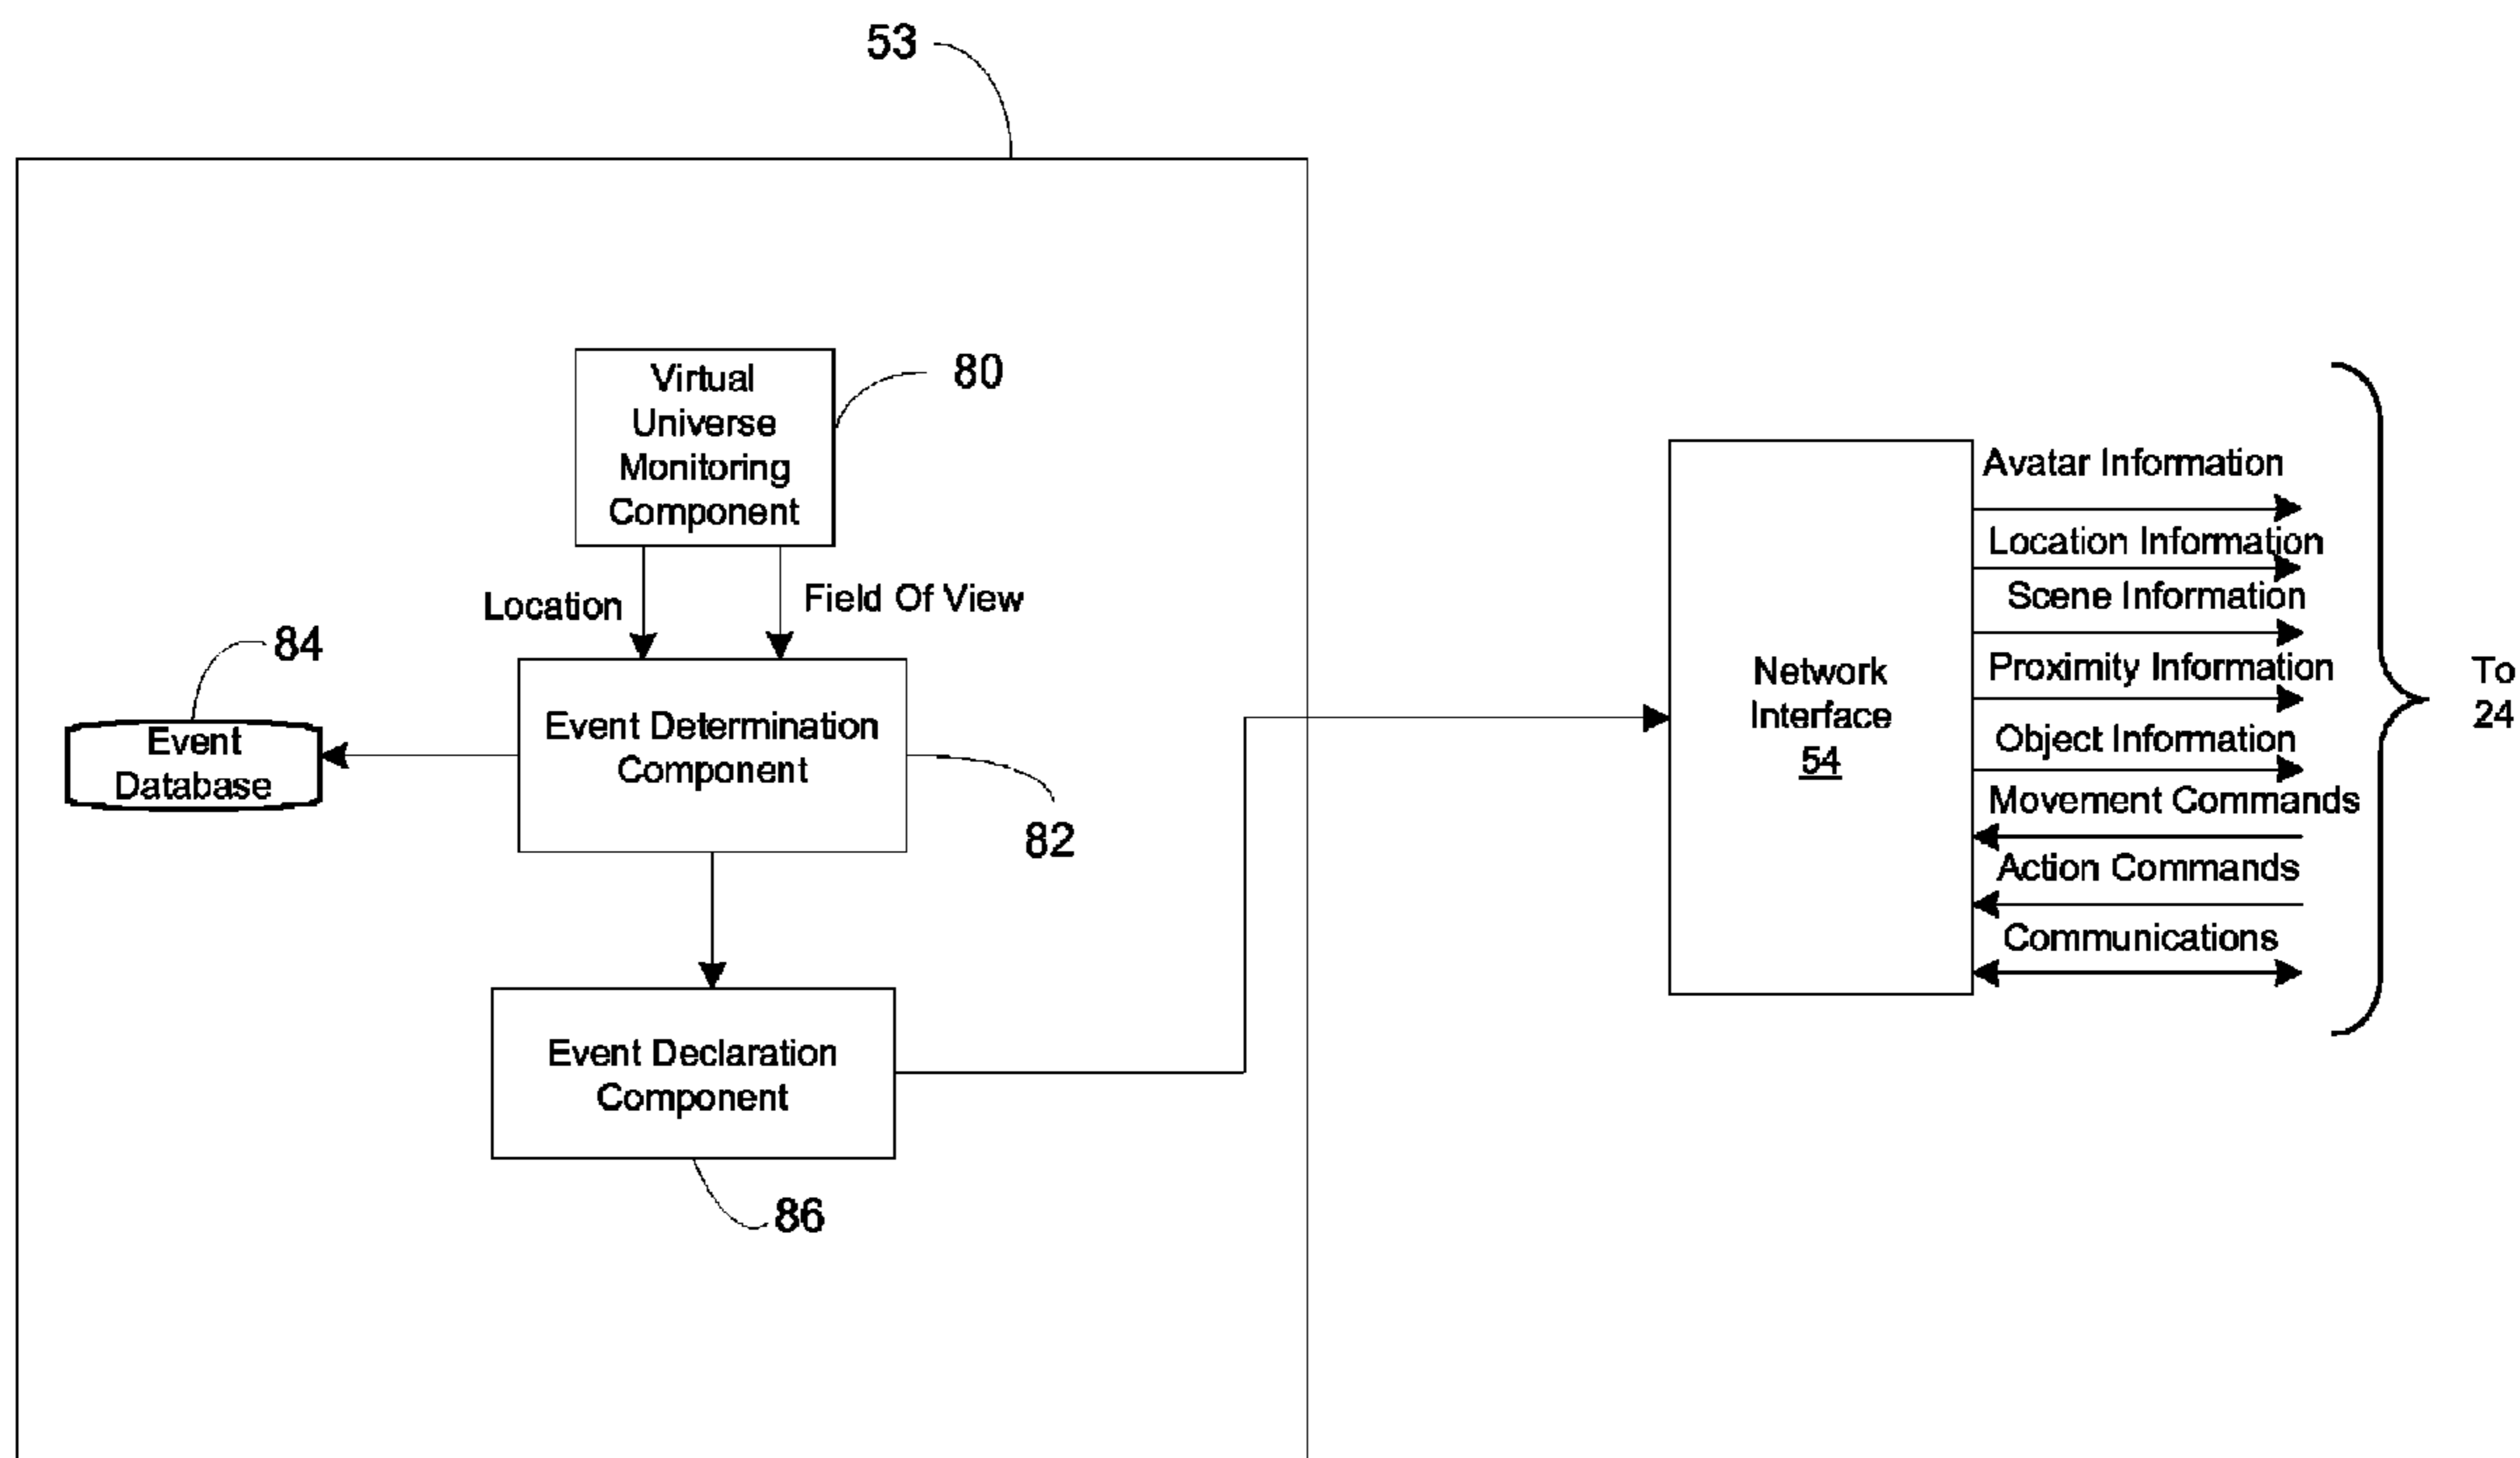 53
Virtual
Universe
Monitoring
Component
80
Location
Field Of View
84
Event
Database
Event Determination
Component
82
Event Declaration
Component
86
Network
Interface
54
Avatar Information
Location Information
Scene Information
Proximity Information
Object Information
Movement Commands
Action Commands
Communications
To
24